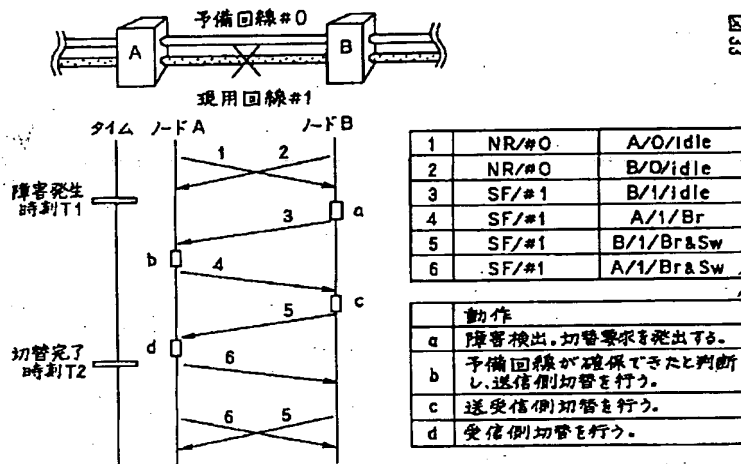 図33
予備回線#0
A
B
現用回線#1
タイム ノードA ノードB
障害発生
時刻T1
切替完了
時刻T2
1 2
3
4
5
6
6 5
a
b
c
d
1 NR/#0 A/0/Idle
2 NR/#0 B/0/idle
3 SF/#1 B/1/idle
4 SF/#1 A/1/Br
5 SF/#1 B/1/Br&Sw
6 SF/#1 A/1/Br&Sw
動作
a 障害検出.切替要求を発出する。
b 予備回線が確保できたと判断
し、送信側切替を行う。
c 送受信側切替を行う。
d 受信側切替を行う。